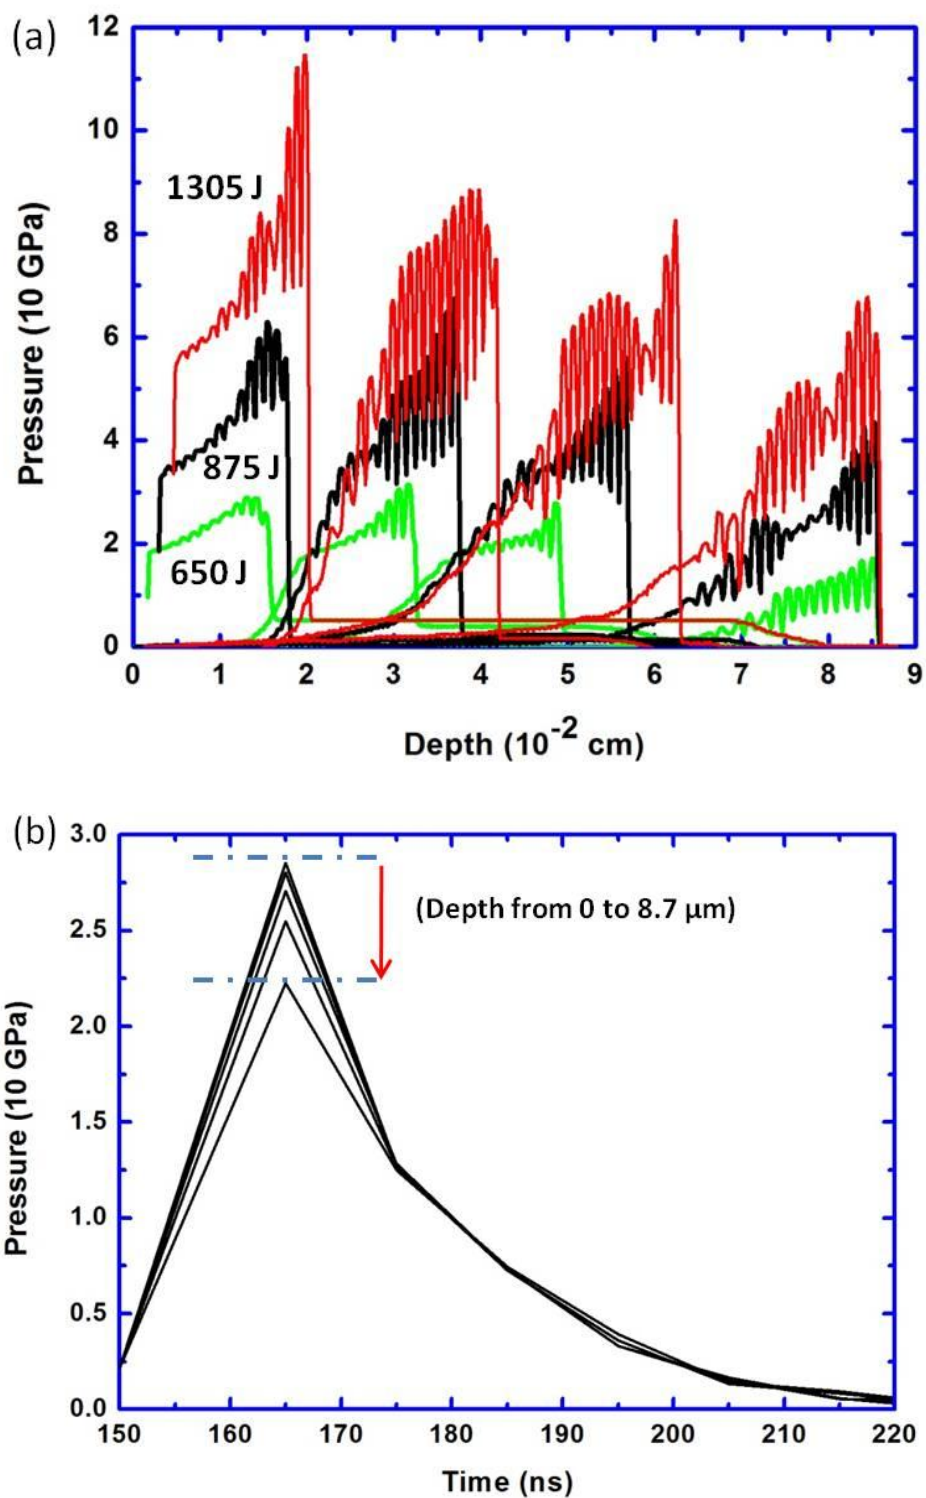 (a)
12
10
8
6
4
2
0
Pressure (10 GPa)
1305 J
875 J
650 J
0 1 2 3 4 5 6 7 8 9
Depth (10-2 cm)
(b)
3.0
2.5
2.0
1.5
1.0
0.5
0.0
Pressure (10 GPa)
(Depth from 0 to 8.7 μm)
150 160 170 180 190 200 210 220
Time (ns)